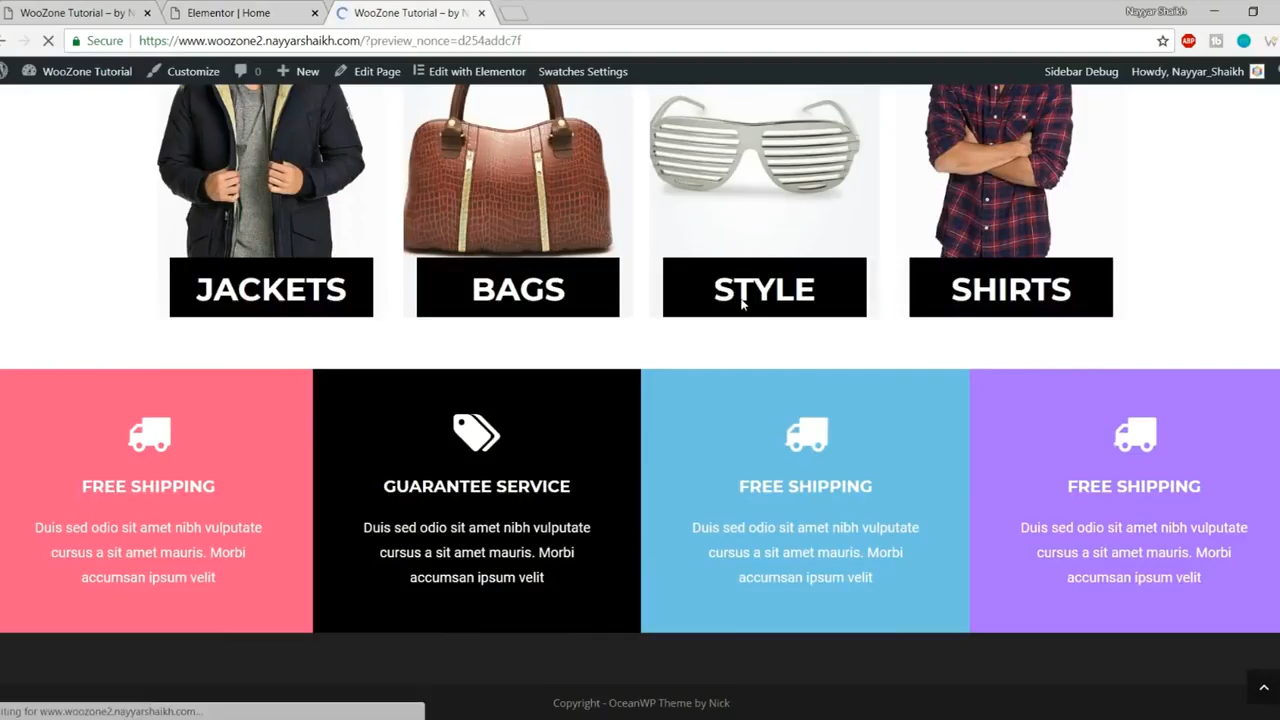 WooZone Tutorial – by N
Elementor | Home
WooZone Tutorial – by N
Nayyar Shaikh
Secure
https://www.woozone2.nayyarshaikh.com/?preview_nonce=d254addc7f
ABP
WooZone Tutorial
Customize
0
New
Edit Page
Edit with Elementor
Swatches Settings
Sidebar Debug
Howdy, Nayyar_Shaikh
JACKETS
BAGS
STYLE
SHIRTS
FREE SHIPPING
Duis sed odio sit amet nibh vulputate
cursus a sit amet mauris. Morbi
accumsan ipsum velit
GUARANTEE SERVICE
Duis sed odio sit amet nibh vulputate
cursus a sit amet mauris. Morbi
accumsan ipsum velit
FREE SHIPPING
Duis sed odio sit amet nibh vulputate
cursus a sit amet mauris. Morbi
accumsan ipsum velit
FREE SHIPPING
Duis sed odio sit amet nibh vulputate
cursus a sit amet mauris. Morbi
accumsan ipsum velit
Copyright - OceanWP Theme by Nick
iting for www.woozone2.nayyarshaikh.com...